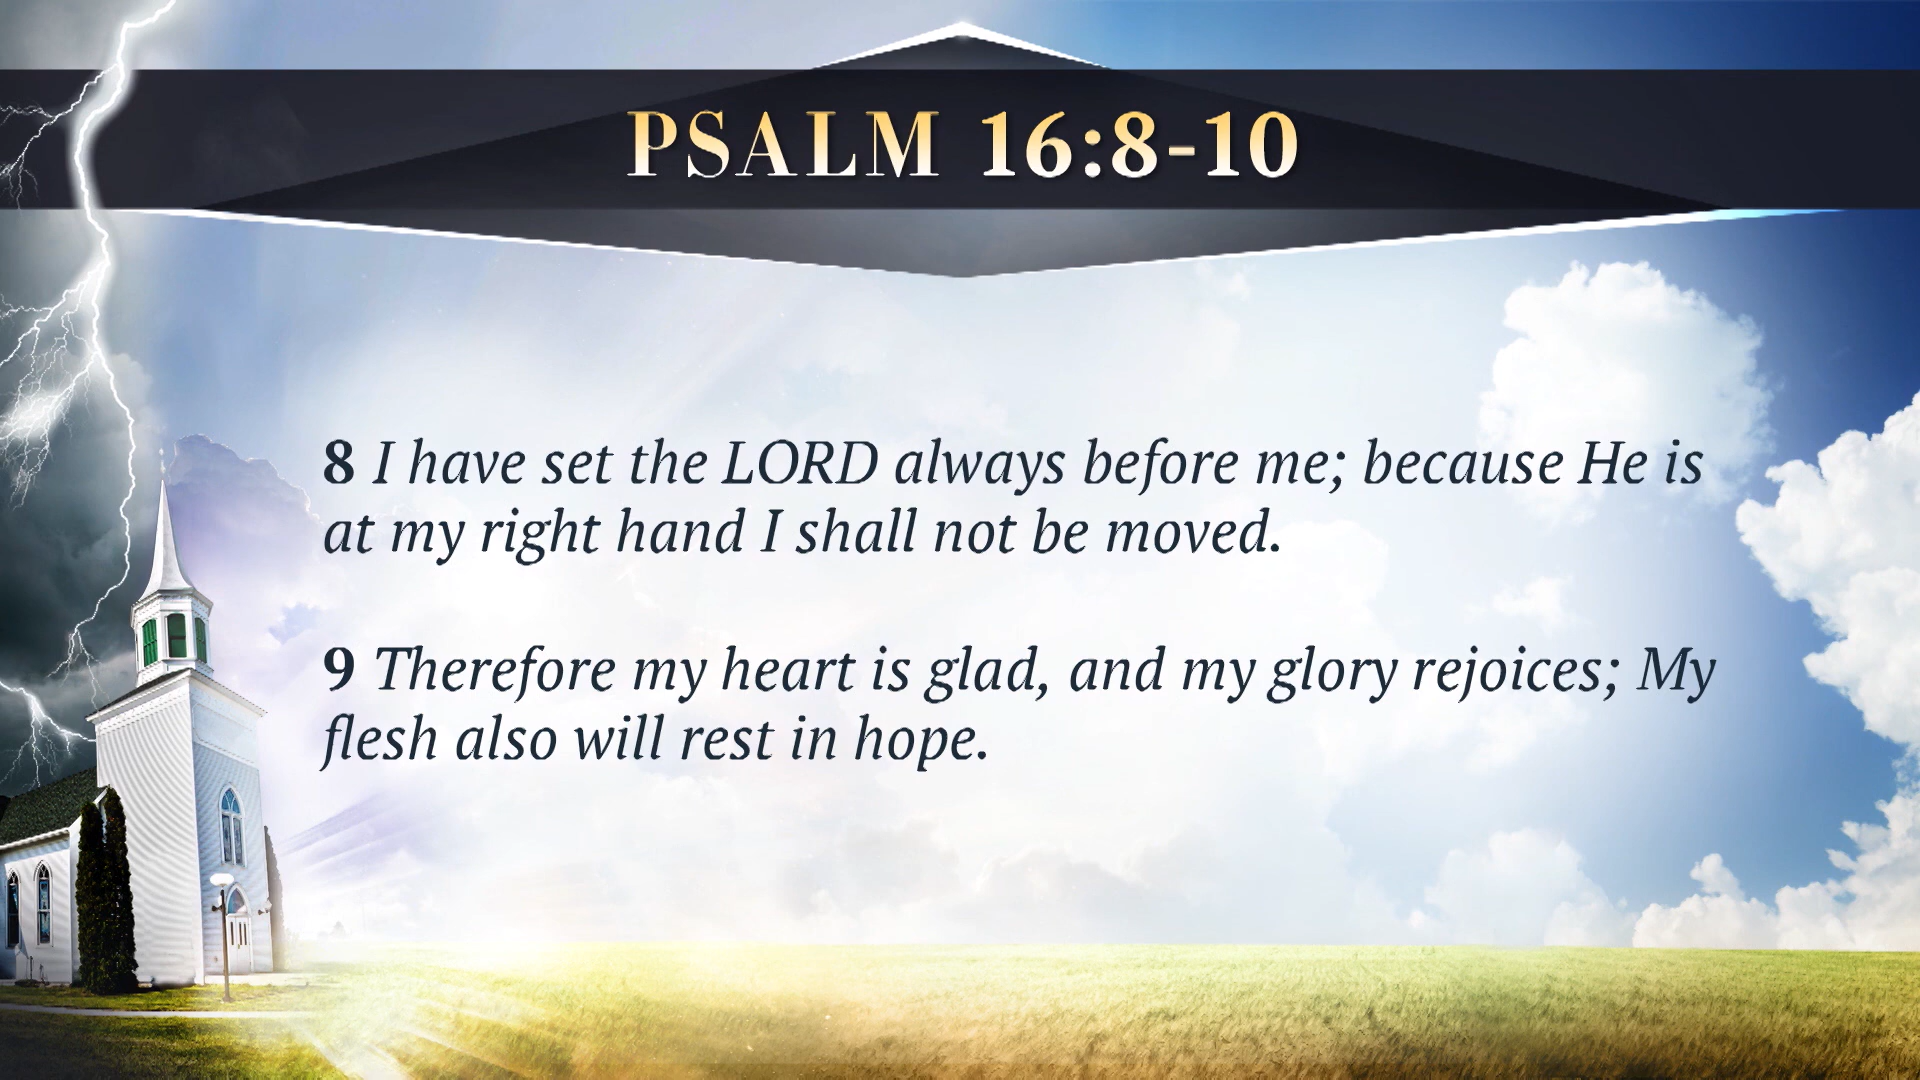 PSALM 16:8-10
8 I have set the LORD always before me; because He is
at my right hand I shall not be moved.
9 Therefore my heart is glad, and my glory rejoices; My
flesh also will rest in hope.